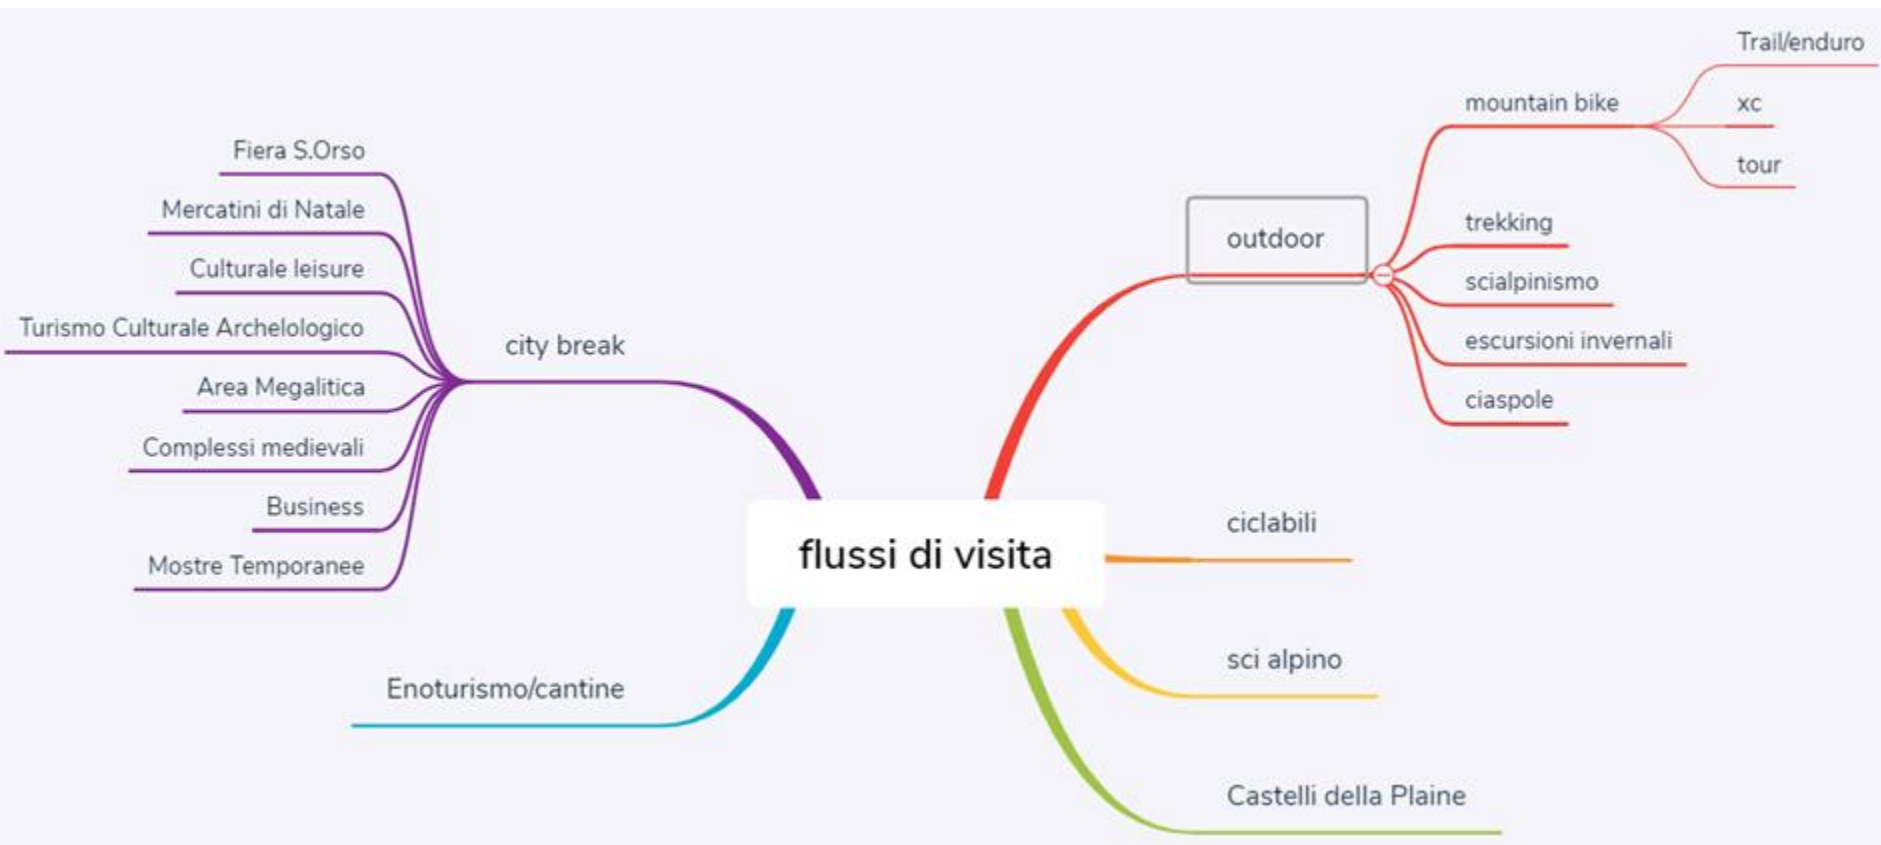 Fiera S.Orso
Mercatini di Natale
Culturale leisure
Turismo Culturale Archelologico
Area Megalitica
Complessi medievali
Business
Mostre Temporanee
city break
Enoturismo/cantine
flussi di visita
outdoor
mountain bike
Trail/enduro
xc
tour
trekking
scialpinismo
escursioni invernali
ciaspole
ciclabili
sci alpino
Castelli della Plaine